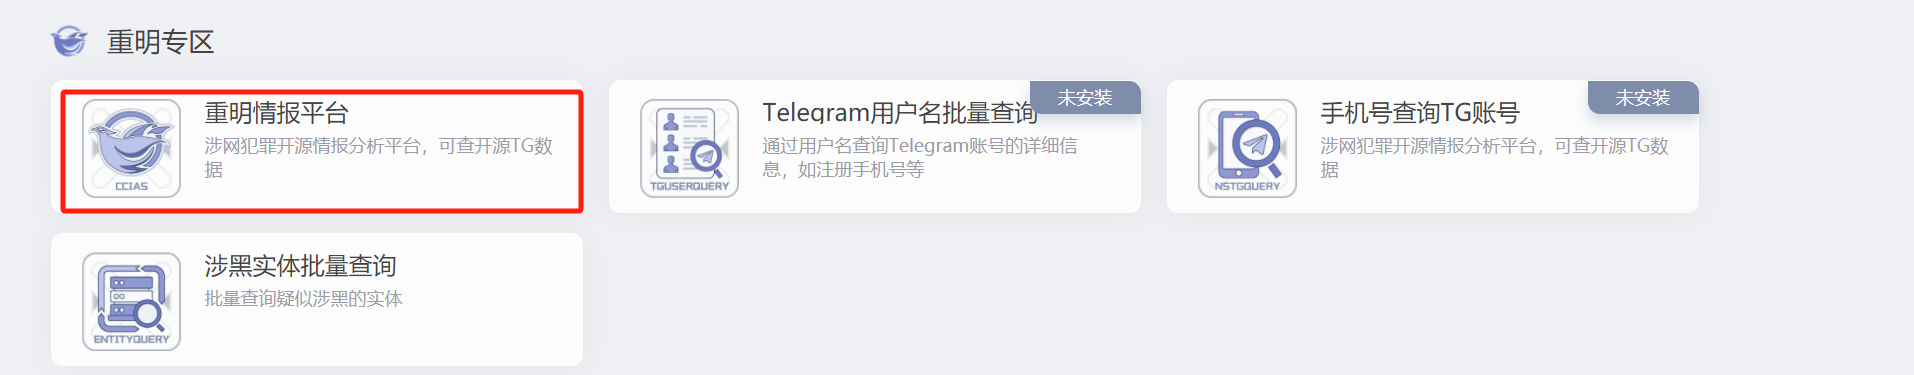 重明专区
重明情报平台
涉网犯罪开源情报分析平台，可查开源TG数
据
CCIAS
Telegram用户名批量查询
未安装
通过用户名查询Telegram账号的详细信
息，如注册手机号等
TGUSERQUERY
手机号查询TG账号
未安装
涉网犯罪开源情报分析平台，可查开源TG数
据
NSTGQUERY
涉黑实体批量查询
批量查询疑似涉黑的实体
ENTITYQUERY